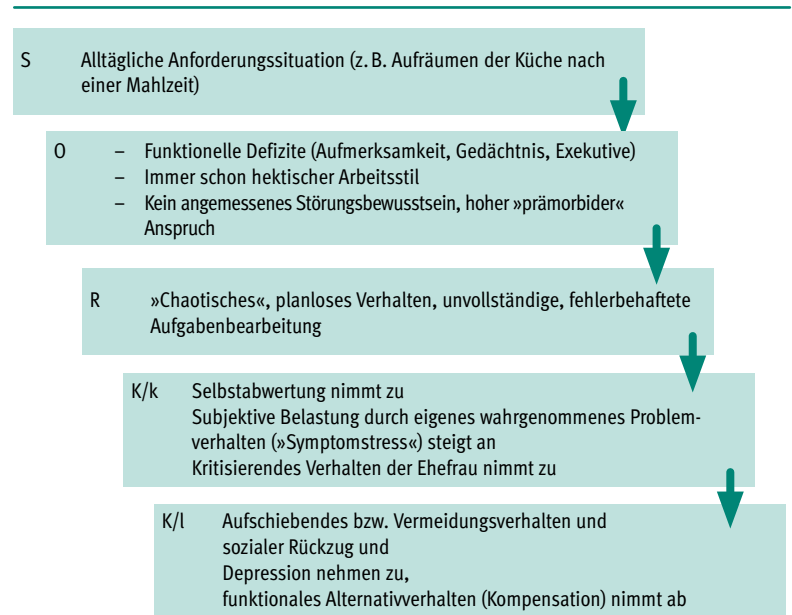 S Alltägliche Anforderungssituation (z. B. Aufräumen der Küche nach
einer Mahlzeit)
O – Funktionelle Defizite (Aufmerksamkeit, Gedächtnis, Exekutive)
– Immer schon hektischer Arbeitsstil
– Kein angemessenes Störungsbewusstsein, hoher »prämorbider«
Anspruch
R »Chaotisches«, planloses Verhalten, unvollständige, fehlerbehaftete
Aufgabenbearbeitung
K/k Selbstabwertung nimmt zu
Subjektive Belastung durch eigenes wahrgenommenes Problem-
verhalten (»Symptomstress«) steigt an
Kritisierendes Verhalten der Ehefrau nimmt zu
K/l Aufschiebendes bzw. Vermeidungsverhalten und
sozialer Rückzug und
Depression nehmen zu,
funktionales Alternativverhalten (Kompensation) nimmt ab